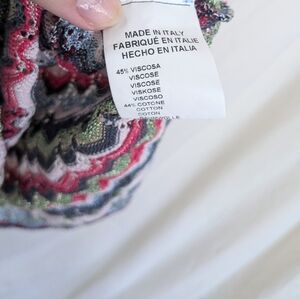 MADE IN ITALY
FABRIQUÉ EN ITALIE
HECHO EN ITALIA
45% VISCOSA
VISCOSE
VISCOSE
VISKOSE
VISCOSO
44% COTONE
COTTON
COTON